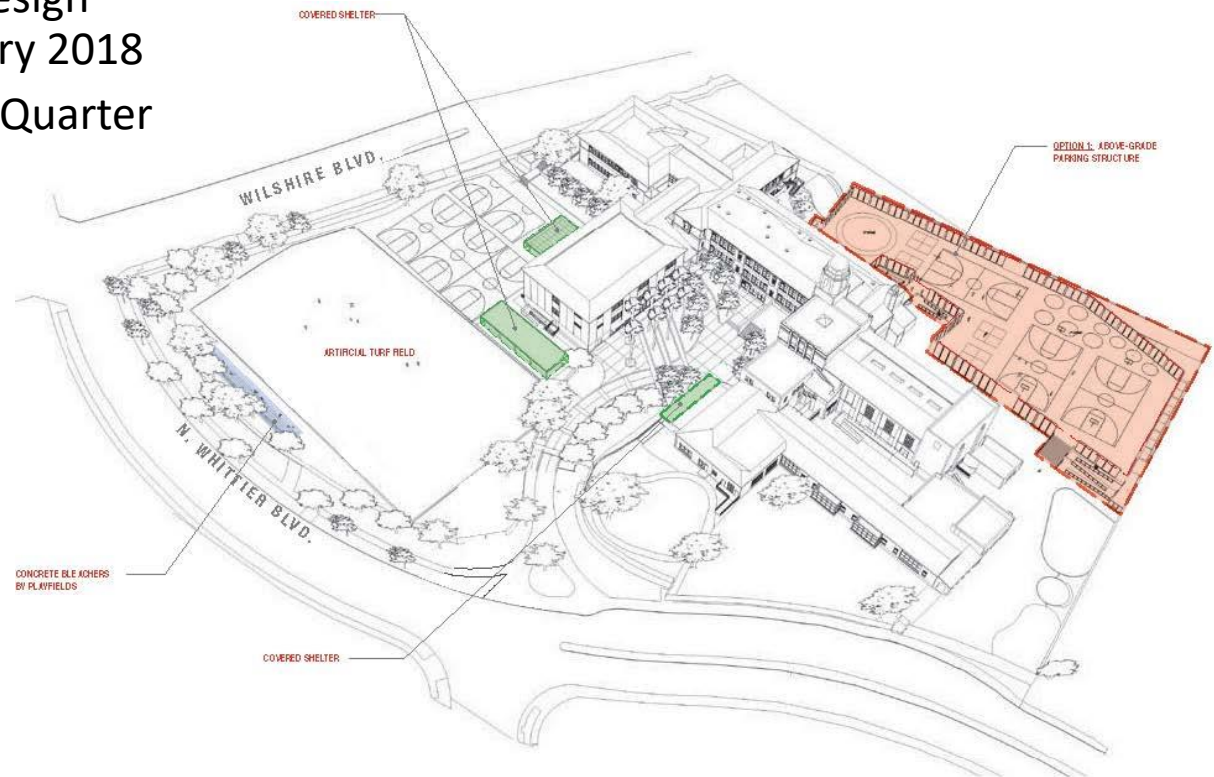 esign
ry 2018
Quarter
COVERED SHELTER
OPTION 1: ABOVE-GRADE
PARKING STRUCTURE
WILSHIRE BLVD.
ARTIFICIAL TURF FIELD
N. WHITTIER BLVD.
CONCRETE BLEACHERS
BY PLAYFIELDS
COVERED SHELTER